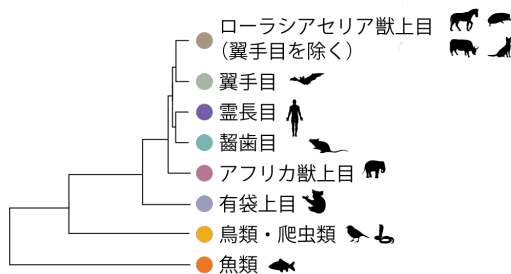 ローラシアセリア獣上目
（翼手目を除く）
翼手目
霊長目
齧歯目
アフリカ獣上目
有袋上目
鳥類・爬虫類
魚類